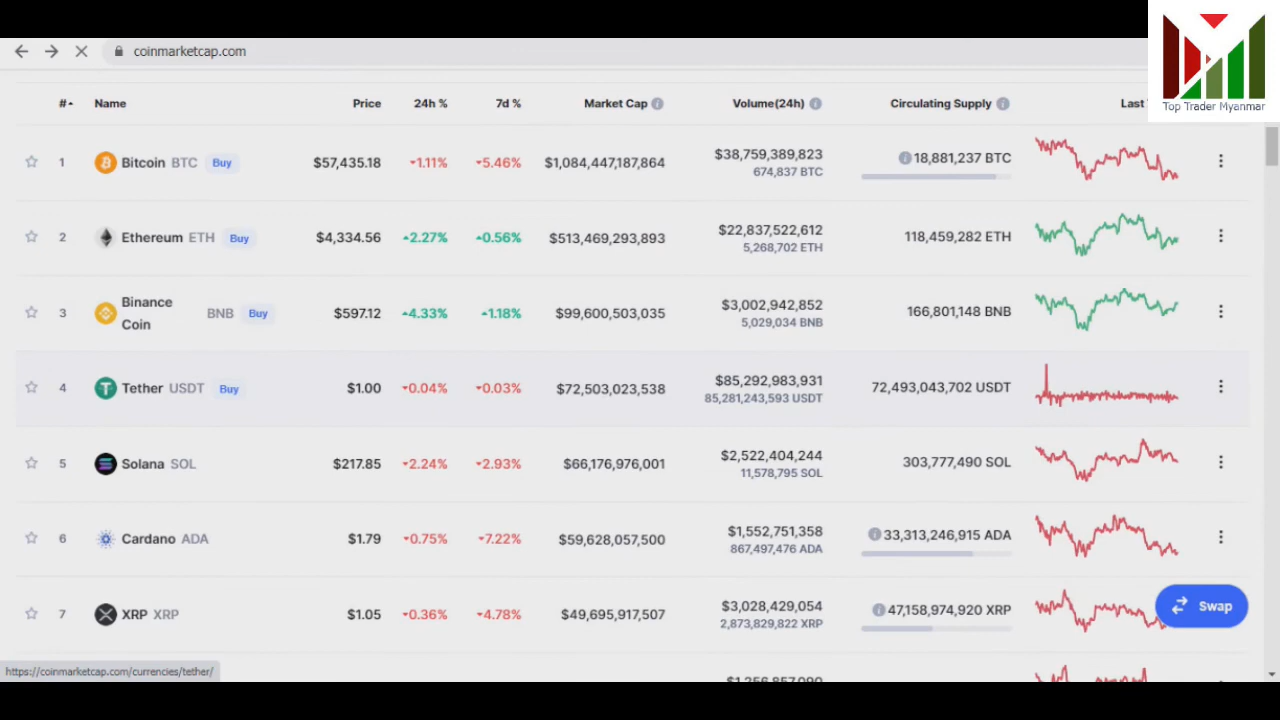 coinmarketcap.com
Top Trader Myanmar
# Name Price 24h % 7d % Market Cap Volume(24h) Circulating Supply Last
1 Bitcoin BTC Buy $57,435.18 1.11% 5.46% $1,084,447,187,864 $38,759,389,823 18,881,237 BTC
674,837 BTC
2 Ethereum ETH Buy $4,334.56 2.27% 0.56% $513,469,293,893 $22,837,522,612 118,459,282 ETH
5,268,702 ETH
3 Binance Coin BNB Buy $597.12 4.33% 1.18% $99,600,503,035 $3,002,942,852 166,801,148 BNB
5,029,034 BNB
4 Tether USDT Buy $1.00 0.04% 0.03% $72,503,023,538 $85,292,983,931 72,493,043,702 USDT
85,281,243,593 USDT
5 Solana SOL $217.85 2.24% 2.93% $66,176,976,001 $2,522,404,244 303,777,490 SOL
11,578,795 SOL
6 Cardano ADA $1.79 0.75% 7.22% $59,628,057,500 $1,552,751,358 33,313,246,915 ADA
867,497,476 ADA
7 XRP XRP $1.05 0.36% 4.78% $49,695,917,507 $3,028,429,054 47,158,974,920 XRP
2,873,829,822 XRP
Swap
https://coinmarketcap.com/currencies/tether/